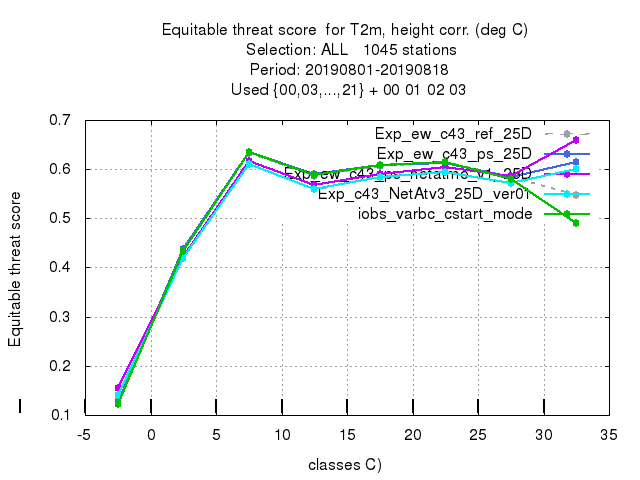 Equitable threat score  for T2m, height corr. (deg C)
Selection: ALL   1045 stations
Period: 20190801-20190818
Used {00,03,...,21} + 00 01 02 03
Equitable threat score
0.7
0.6
0.5
0.4
0.3
0.2
0.1
Exp_ew_c43_ref_25D
Exp_ew_c43_ps_25D
Exp_ew_c43_ps_netatmo_v1_25D
Exp_c43_NetAtv3_25D_ver01
iobs_varbc_cstart_mode
-5 0 5 10 15 20 25 30 35
classes C)